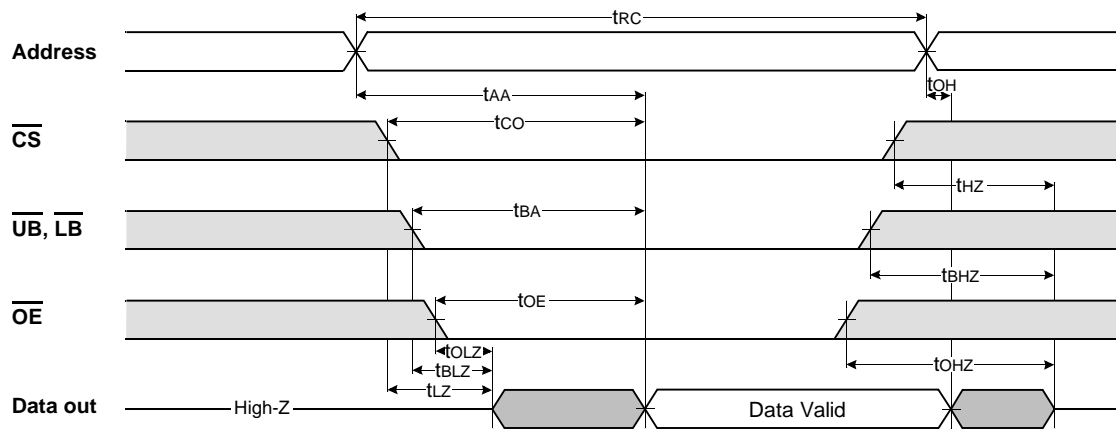 tRC
Address
tAA
tOH
CS
tCO
tHZ
UB, LB
tBA
tBHZ
OE
tOE
tOLZ
tOHZ
tBLZ
tLZ
Data out
High-Z
Data Valid